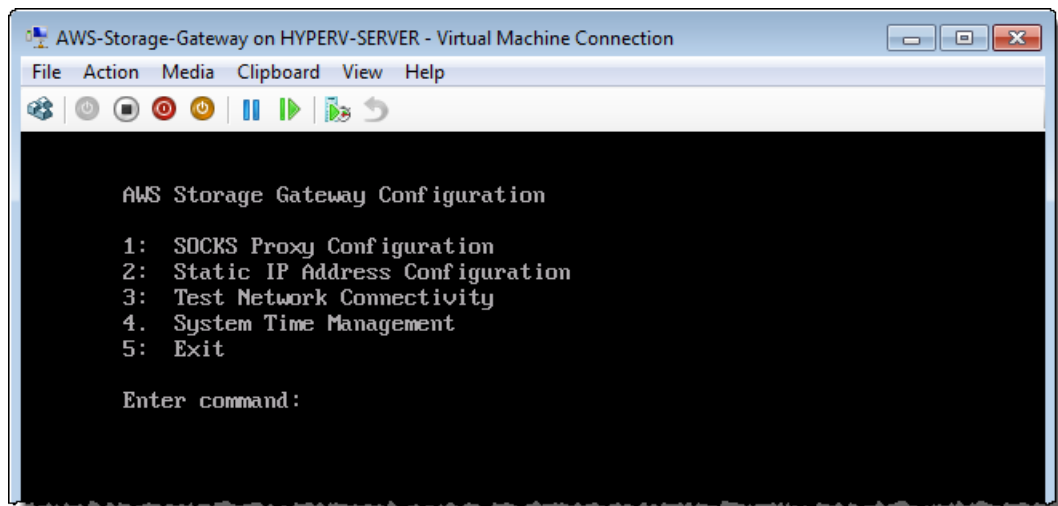 AWS-Storage-Gateway on HYPERV-SERVER - Virtual Machine Connection
File Action Media Clipboard View Help
AWS Storage Gateway Configuration
1: SOCKS Proxy Configuration
2: Static IP Address Configuration
3: Test Network Connectivity
4. System Time Management
5: Exit
Enter command: